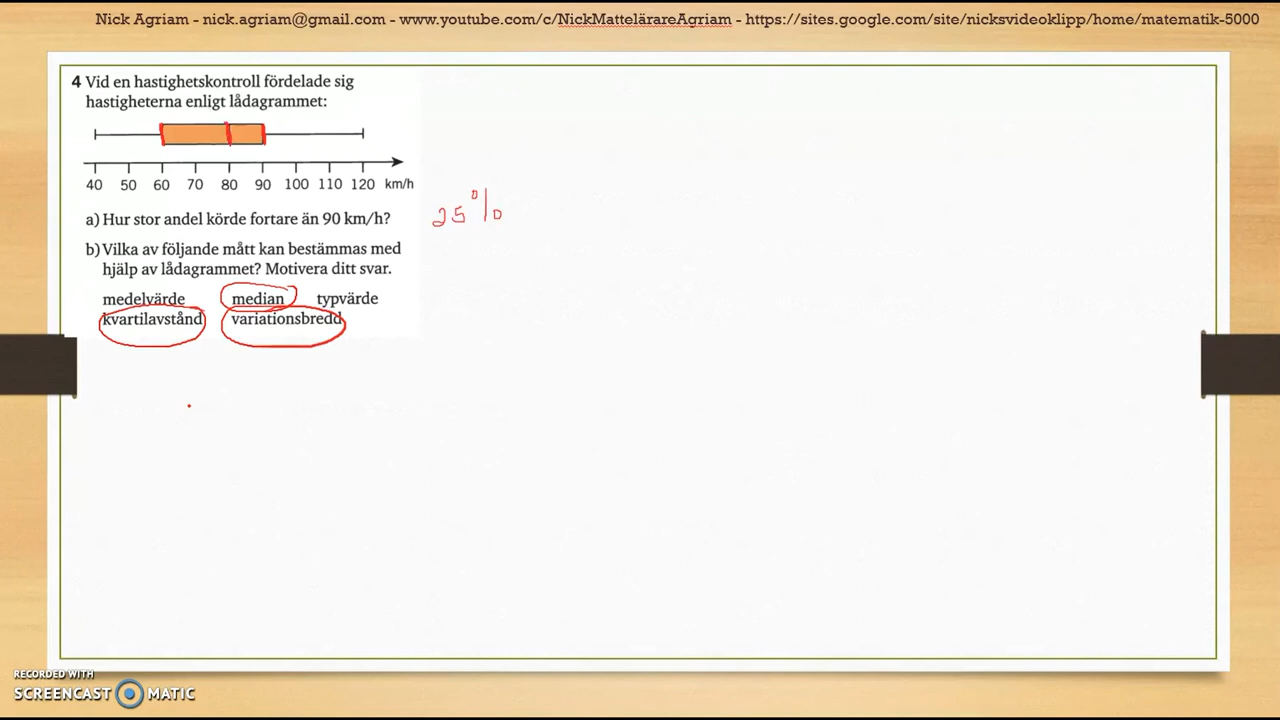 Nick Agriam - nick.agriam@gmail.com - www.youtube.com/c/NickMattelärareAgriam - https://sites.google.com/site/nicksvideoklipp/home/matematik-5000
4 Vid en hastighetskontroll fördelade sig
hastigheterna enligt lådagrammet:
40 50 60 70 80 90 100 110 120 km/h
a) Hur stor andel körde fortare än 90 km/h?
25 %
b) Vilka av följande mått kan bestämmas med
hjälp av lådagrammet? Motivera ditt svar.
medelvärde median typvärde
kvartilavstånd variationsbredd
RECORDED WITH
SCREENCAST MATIC